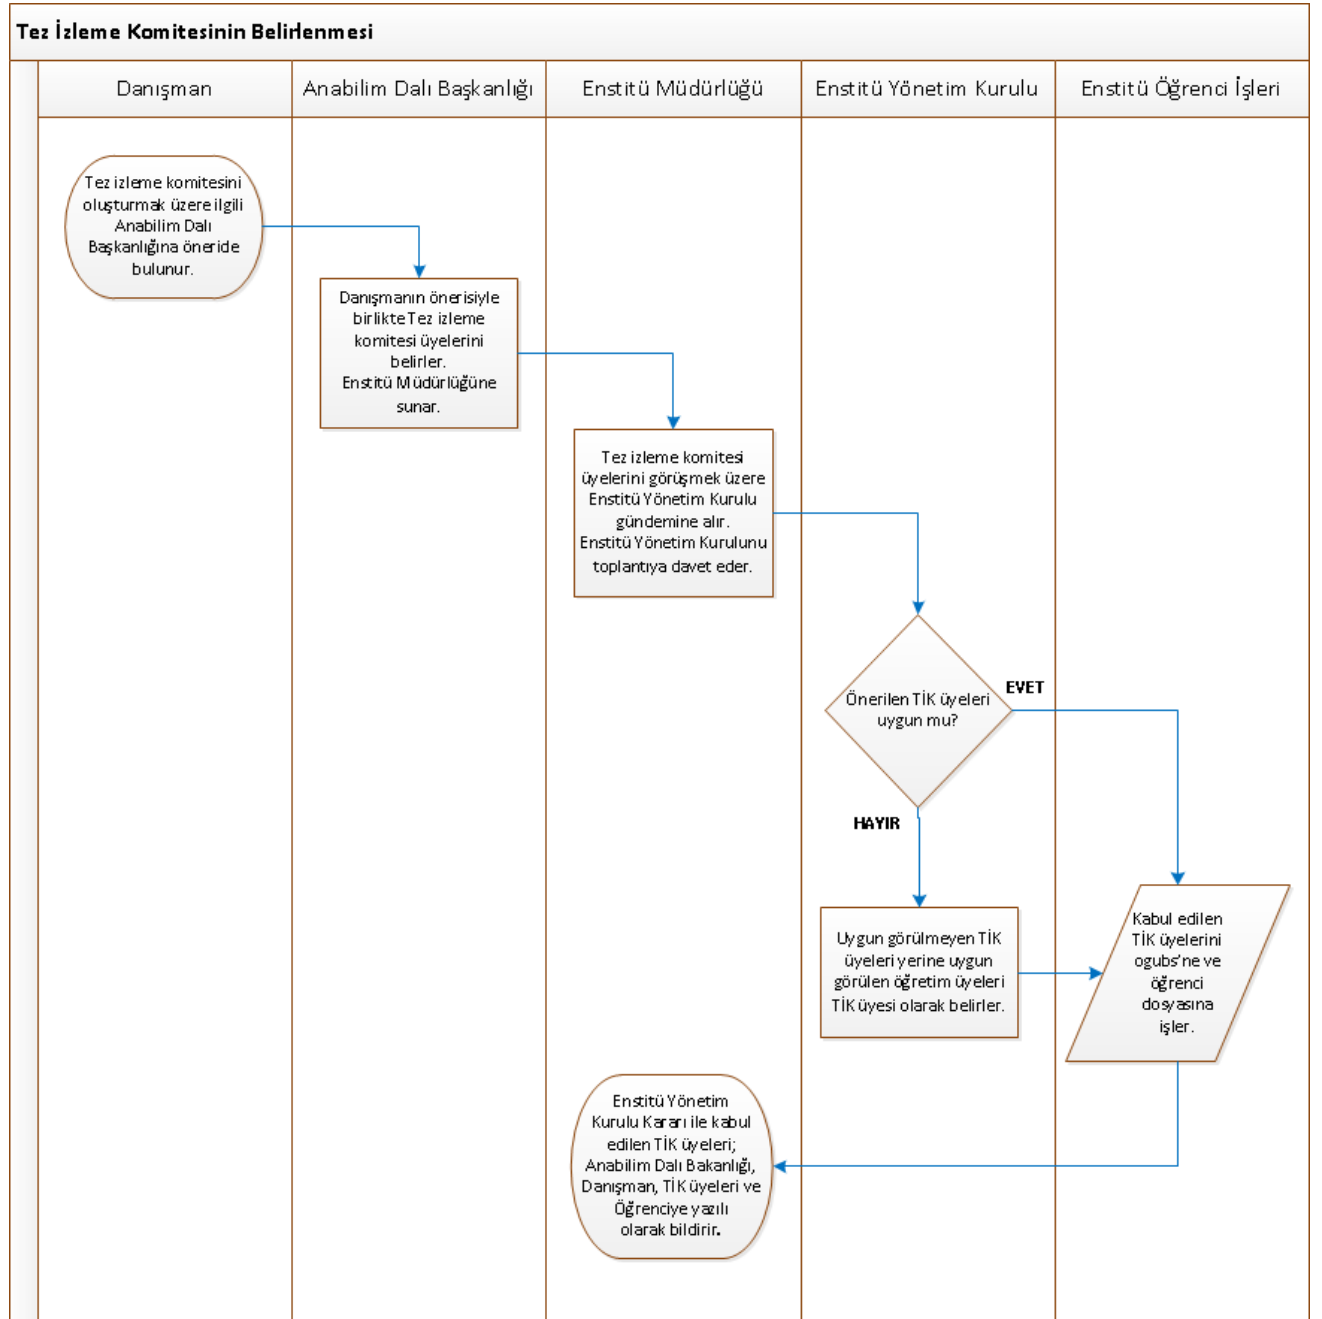 Tez İzleme Komitesinin Belirlenmesi
Danışman
Anabilim Dalı Başkanlığı
Enstitü Müdürlüğü
Enstitü Yönetim Kurulu
Enstitü Öğrenci İşleri
Tez izleme komitesini
oluşturmak üzere ilgili
Anabilim Dalı
Başkanlığına öneride
bulunur.
Danışmanın önerisiyle
birlikte Tez izleme
komitesi üyelerini
belirler.
Enstitü Müdürlüğüne
sunar.
Tez izleme komitesi
üyelerini görüşmek üzere
Enstitü Yönetim Kurulu
gündemine alır.
Enstitü Yönetim Kurulunu
toplantıya davet eder.
Önerilen TİK üyeleri
uygun mu?
EVET
HAYIR
Uygun görülmeyen TİK
üyeleri yerine uygun
görülen öğretim üyeleri
TİK üyesi olarak belirler.
Kabul edilen
TİK üyelerini
ogubs'ne ve
öğrenci
dosyasına
işler.
Enstitü Yönetim
Kurulu Kararı ile kabul
edilen TİK üyeleri;
Anabilim Dalı Bakanlığı,
Danışman, TİK üyeleri ve
Öğrenciye yazılı
olarak bildirir.